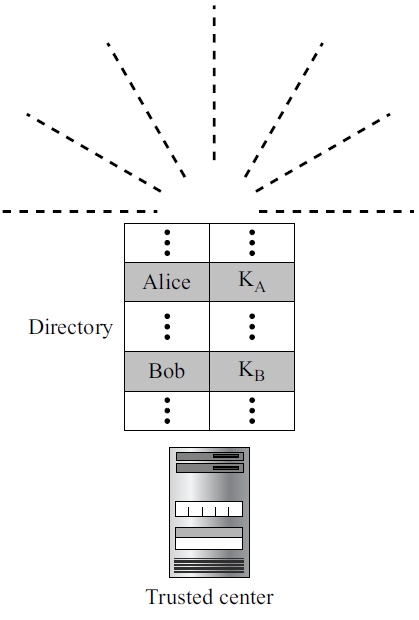 Alice K_A
Directory
Bob K_B
Trusted center